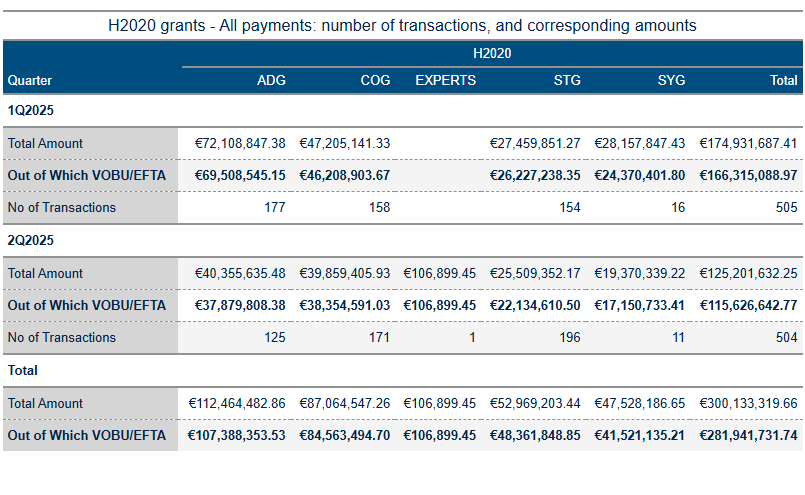 H2020 grants - All payments: number of transactions, and corresponding amounts
H2020
Quarter ADG COG EXPERTS STG SYG Total
1Q2025
Total Amount €72,108,847.38 €47,205,141.33 €27,459,851.27 €28,157,847.43 €174,931,687.41
Out of Which VOBU/EFTA €69,508,545.15 €46,208,903.67 €26,227,238.35 €24,370,401.80 €166,315,088.97
No of Transactions 177 158 154 16 505
2Q2025
Total Amount €40,355,635.48 €39,859,405.93 €106,899.45 €25,509,352.17 €19,370,339.22 €125,201,632.25
Out of Which VOBU/EFTA €37,879,808.38 €38,354,591.03 €106,899.45 €22,134,610.50 €17,150,733.41 €115,626,642.77
No of Transactions 125 171 1 196 11 504
Total
Total Amount €112,464,482.86 €87,064,547.26 €106,899.45 €52,969,203.44 €47,528,186.65 €300,133,319.66
Out of Which VOBU/EFTA €107,388,353.53 €84,563,494.70 €106,899.45 €48,361,848.85 €41,521,135.21 €281,941,731.74